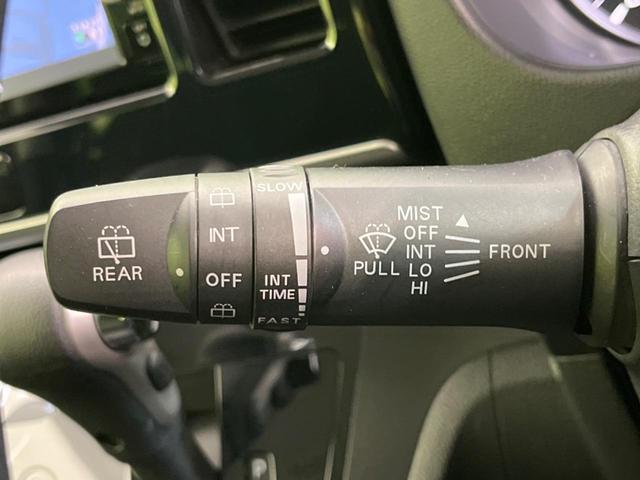 REAR
INT
OFF
SLOW
INT
TIME
FAST
PULL
MIST
OFF
INT
LO
HI
FRONT
P